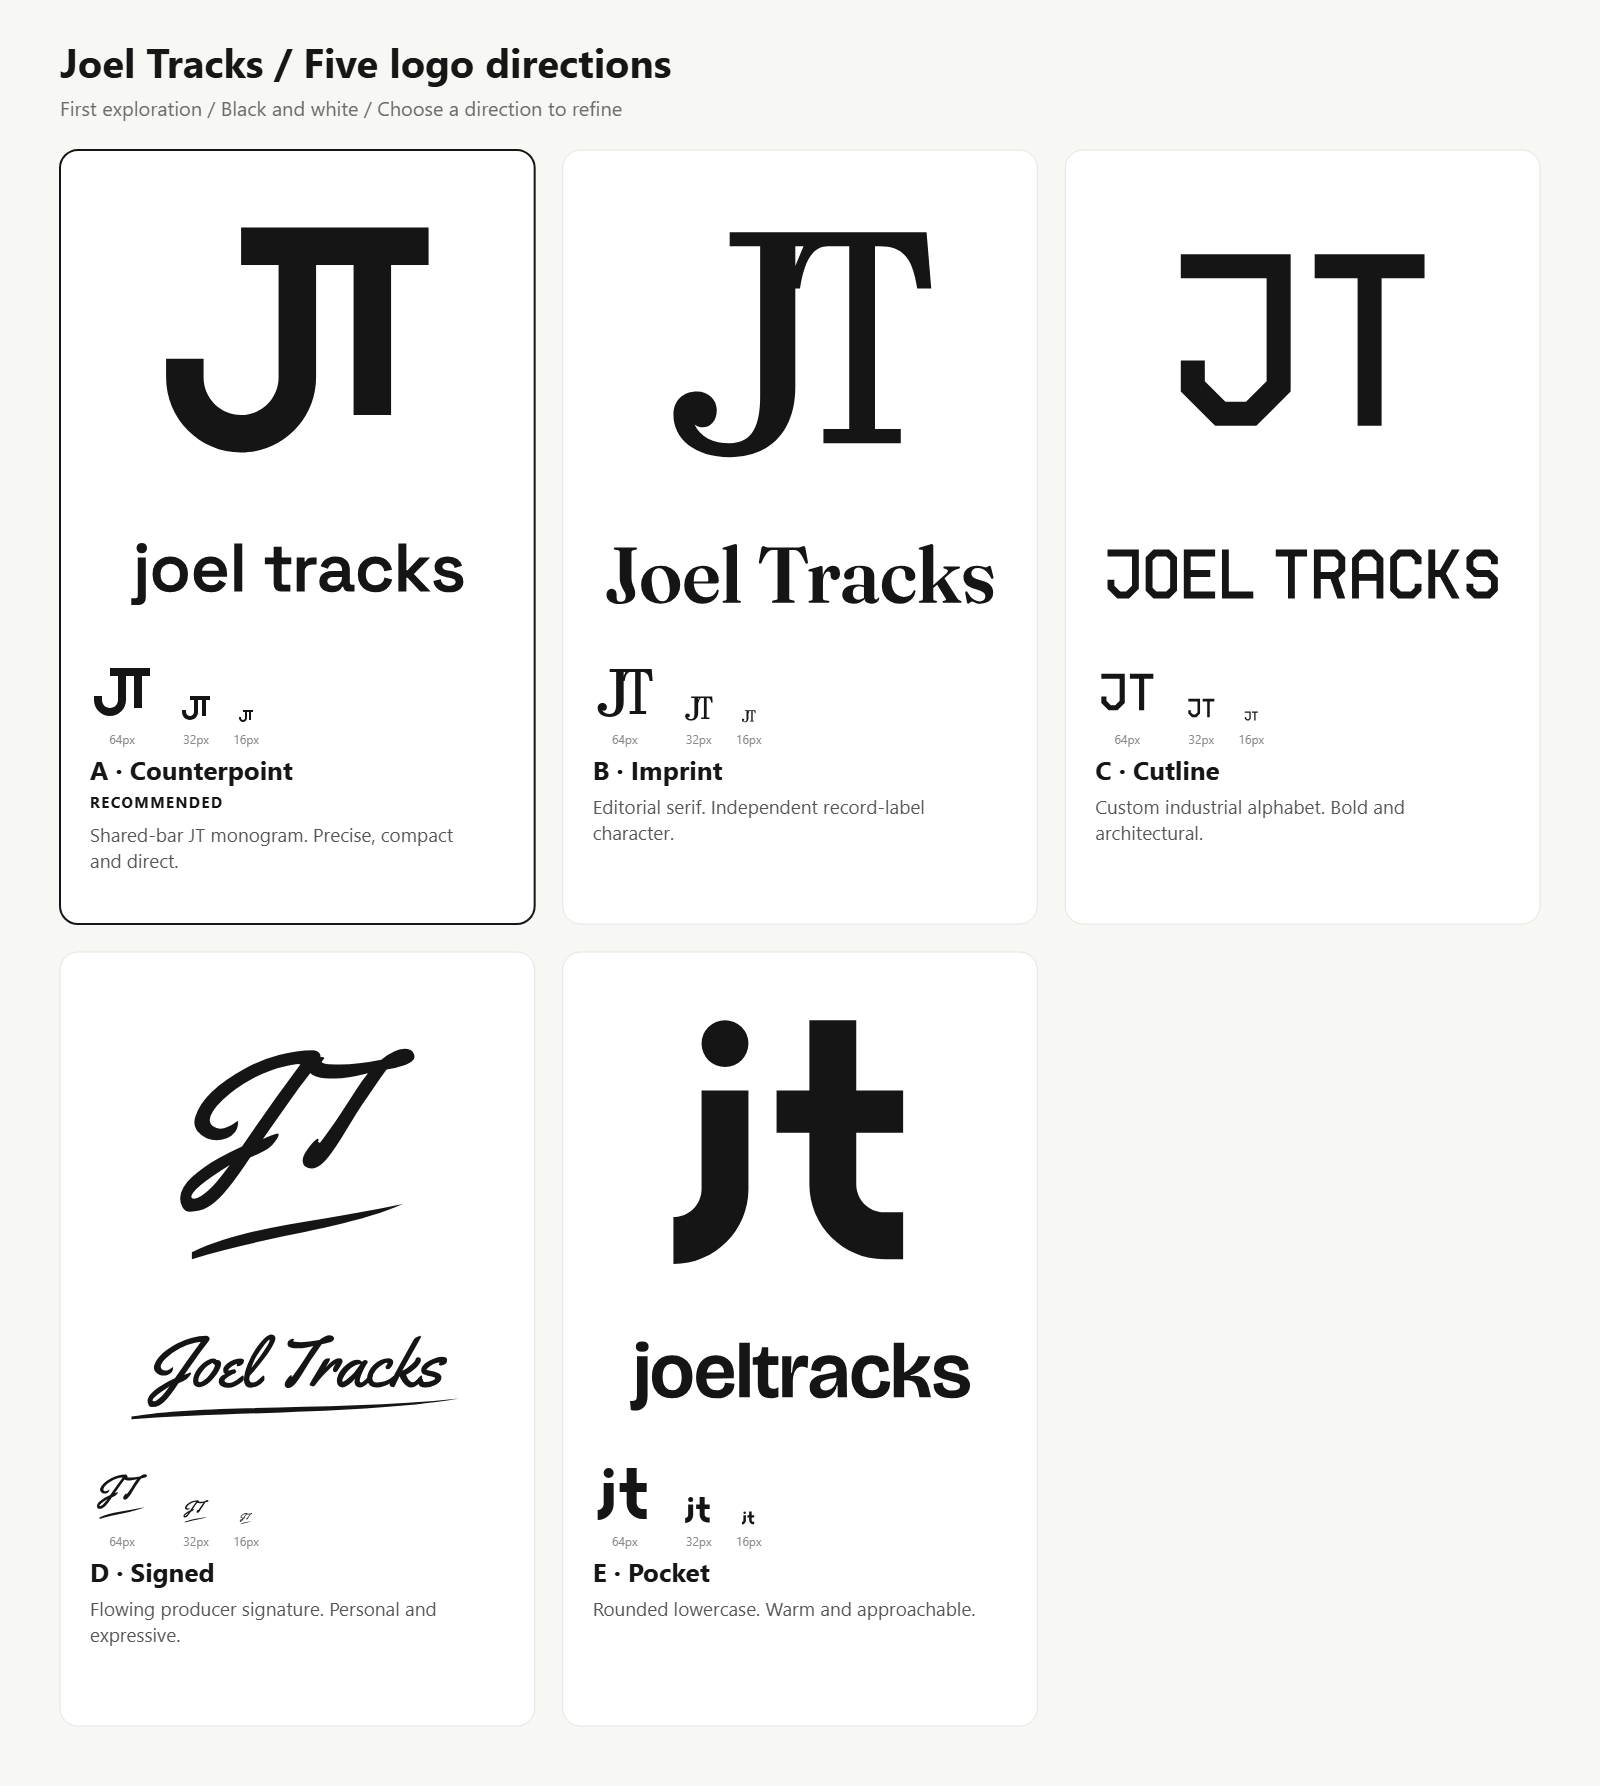 Joel Tracks / Five logo directions
First exploration / Black and white / Choose a direction to refine
JT
joel tracks
JT JT JT
64px 32px 16px
A · Counterpoint
RECOMMENDED
Shared-bar JT monogram. Precise, compact
and direct.
JT
Joel Tracks
JT JT JT
64px 32px 16px
B · Imprint
Editorial serif. Independent record-label
character.
JT
JOEL TRACKS
JT JT JT
64px 32px 16px
C · Cutline
Custom industrial alphabet. Bold and
architectural.
JT
Joel Tracks
JT JT JT
64px 32px 16px
D · Signed
Flowing producer signature. Personal and
expressive.
jt
joeltracks
jt jt jt
64px 32px 16px
E · Pocket
Rounded lowercase. Warm and approachable.